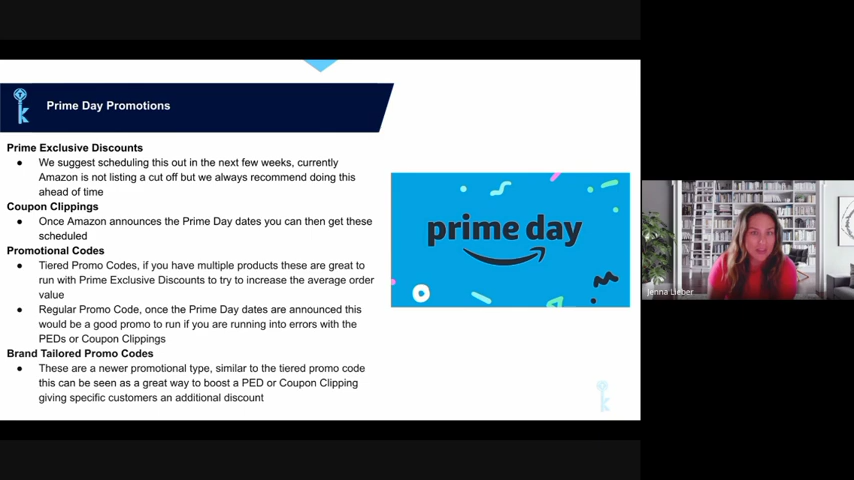 Prime Day Promotions
Prime Exclusive Discounts
● We suggest scheduling this out in the next few weeks, currently
Amazon is not listing a cut off but we always recommend doing this
ahead of time
Coupon Clippings
● Once Amazon announces the Prime Day dates you can then get these
scheduled
Promotional Codes
● Tiered Promo Codes, if you have multiple products these are great to
run with Prime Exclusive Discounts to try to increase the average order
value
● Regular Promo Code, once the Prime Day dates are announced this
would be a good promo to run if you are running into errors with the
PEDs or Coupon Clippings
Brand Tailored Promo Codes
● These are a newer promotional type, similar to the tiered promo code
this can be seen as a great way to boost a PED or Coupon Clipping
giving specific customers an additional discount
prime day
Jenna Lieber